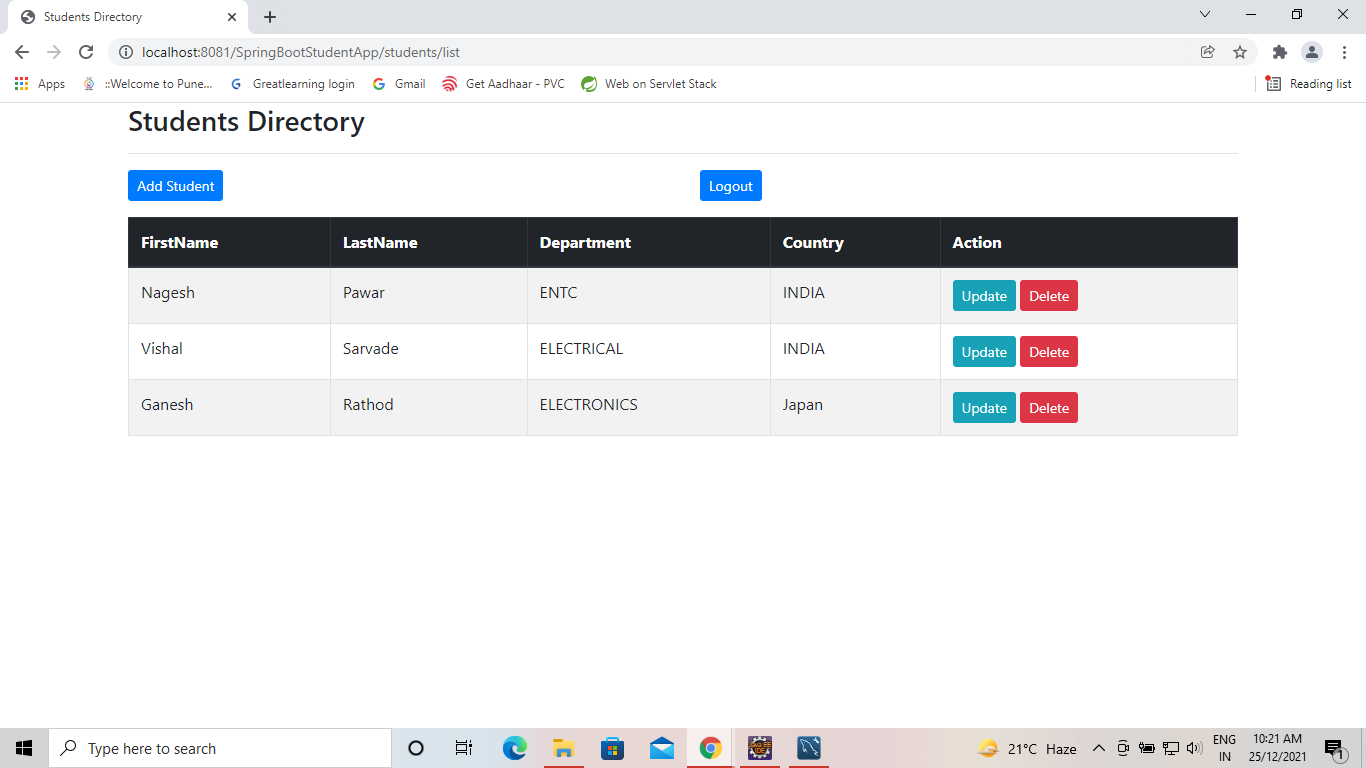 Students Directory
localhost:8081/SpringBootStudentApp/students/list
Apps ::Welcome to Pune... Greatlearning login Gmail Get Aadhaar - PVC Web on Servlet Stack Reading list
Students Directory
Add Student Logout
FirstName LastName Department Country Action
Nagesh Pawar ENTC INDIA Update Delete
Vishal Sarvade ELECTRICAL INDIA Update Delete
Ganesh Rathod ELECTRONICS Japan Update Delete
Type here to search 21°C Haze ENG 10:21 AM
IN 25/12/2021 1